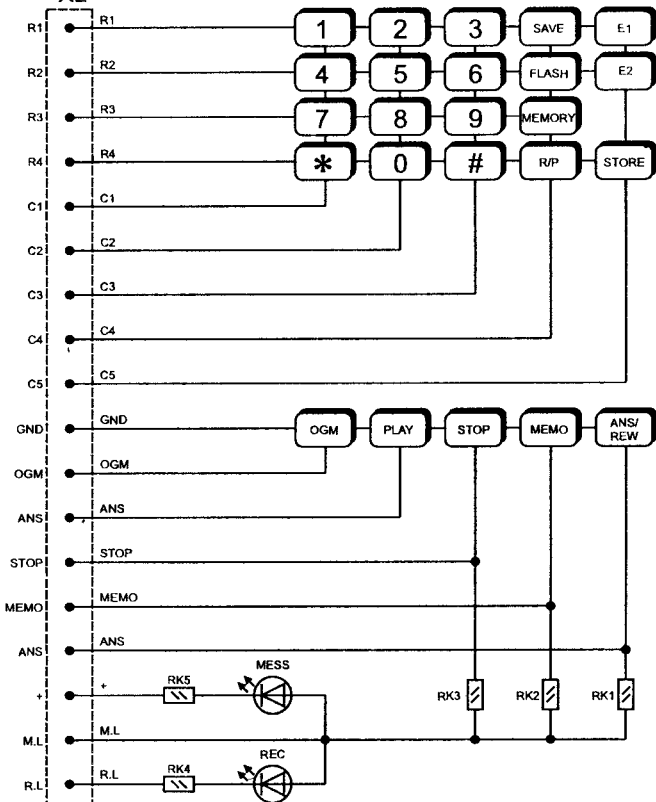 R1 R1 1 2 3 SAVE E1
R2 R2 4 5 6 FLASH E2
R3 R3 7 8 9 MEMORY
R4 R4 * 0 # R/P STORE
C1 C1
C2 C2
C3 C3
C4 C4
C5 C5
GND GND OGM PLAY STOP MEMO ANS/
REW
OGM OGM
ANS ANS
STOP STOP
MEMO MEMO
ANS ANS
MESS
+ + RK5 RK3 RK2 RK1
M.L M.L
REC
R.L R.L RK4